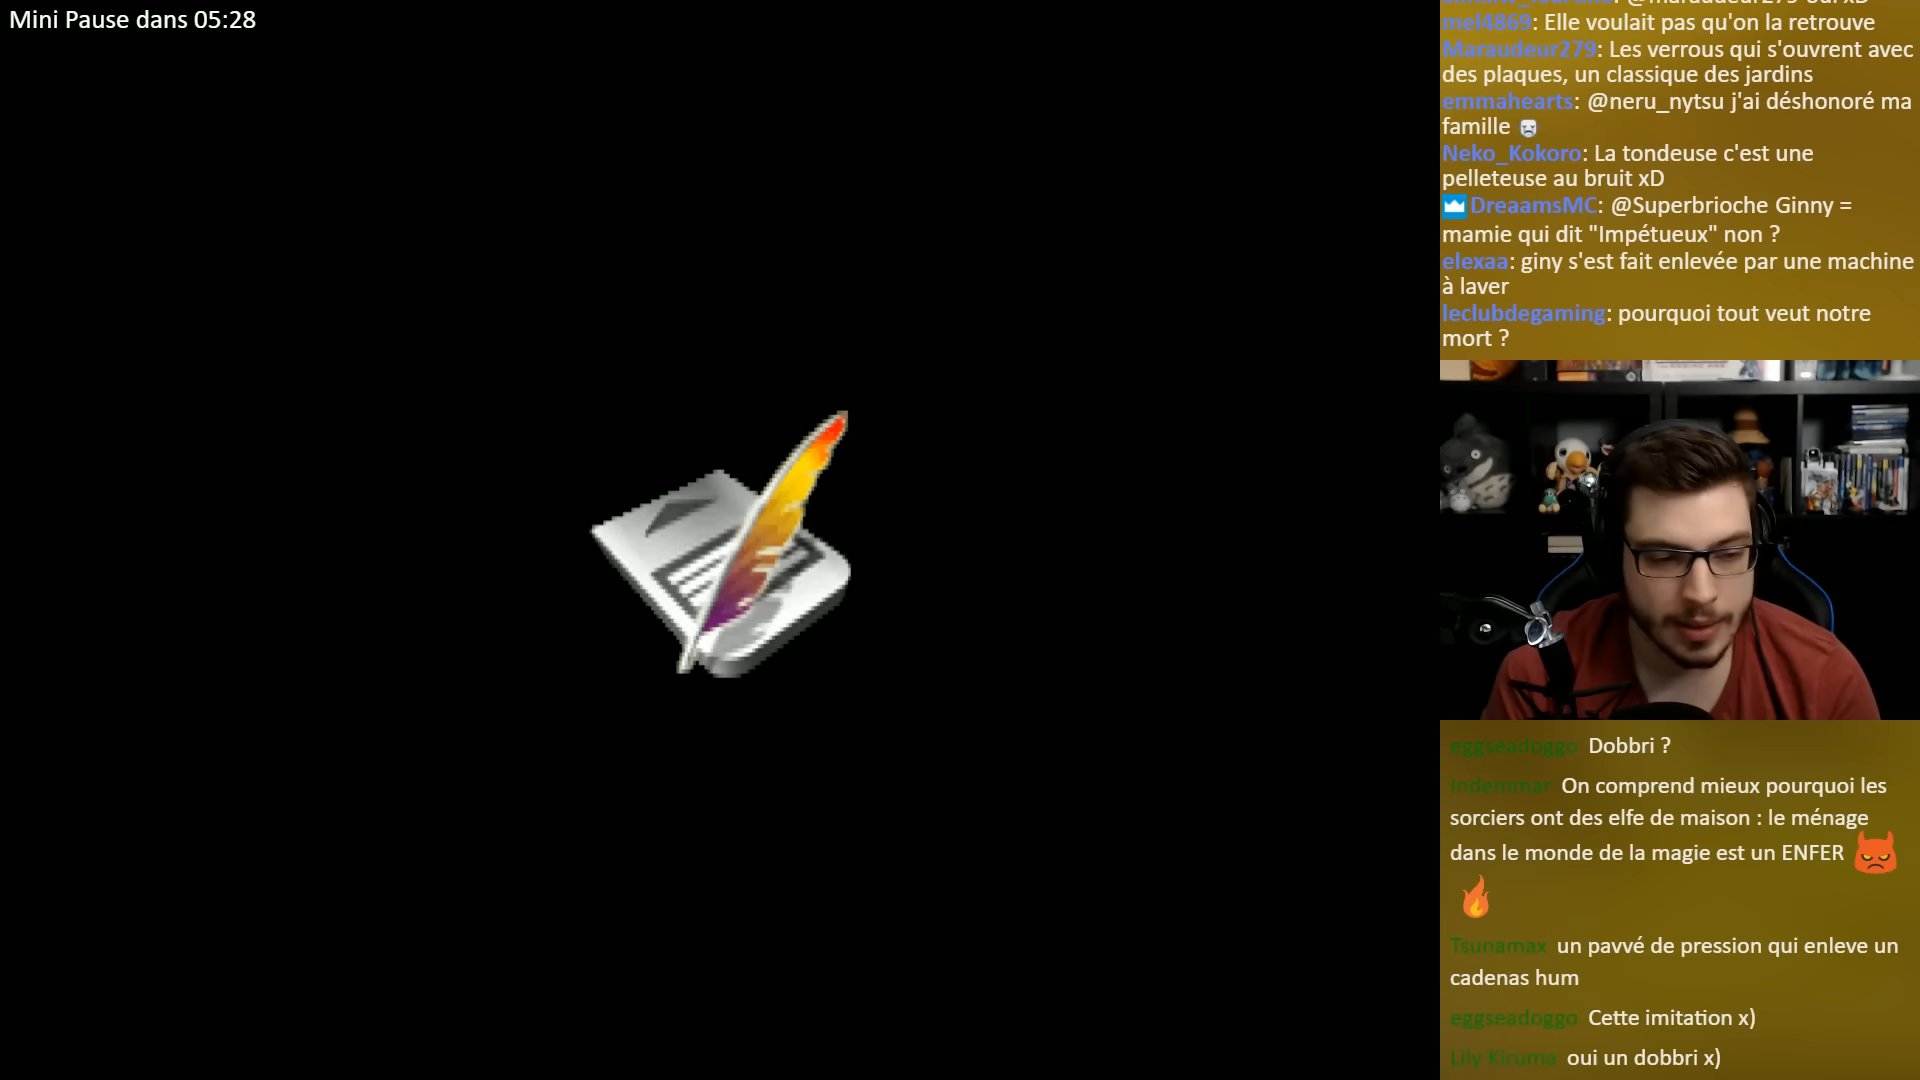 Mini Pause dans 05:28
mel4869: Elle voulait pas qu'on la retrouve
Maraudeur279: Les verrous qui s'ouvrent avec
des plaques, un classique des jardins
emmahearts: @neru_nytsu j'ai déshonoré ma
famille
Neko_Kokoro: La tondeuse c'est une
pelleteuse au bruit xD
DreaamsMC: @Superbrioche Ginny =
mamie qui dit "Impétueux" non ?
elexaa: giny s'est fait enlevée par une machine
à laver
leclubdegaming: pourquoi tout veut notre
mort ?
eggseadoggo Dobbri ?
Indemmar On comprend mieux pourquoi les
sorciers ont des elfe de maison : le ménage
dans le monde de la magie est un ENFER
Tsunamax un pavvé de pression qui enleve un
cadenas hum
eggseadoggo Cette imitation x)
Lily Kiruma oui un dobbri x)